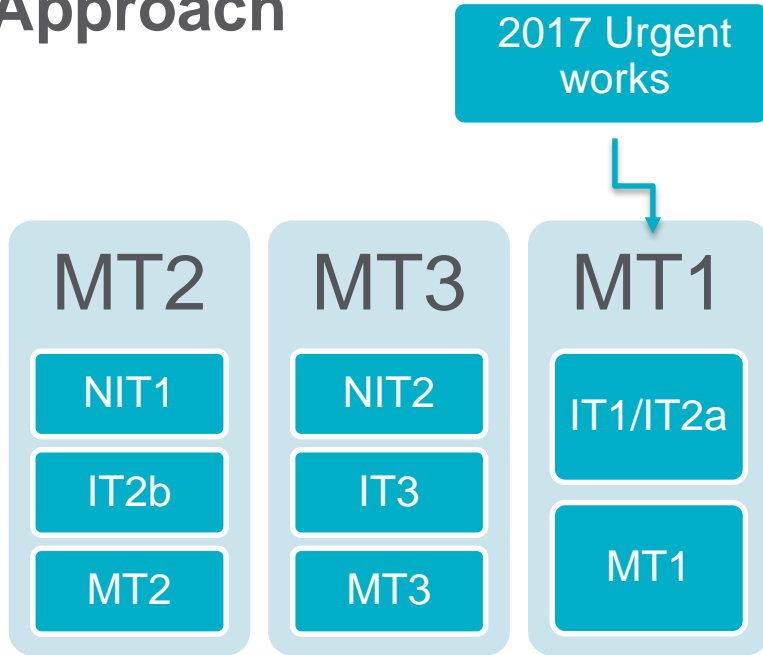 Approach
2017 Urgent
works
MT2
NIT1
IT2b
MT2
MT3
NIT2
IT3
MT3
MT1
IT1/IT2a
MT1